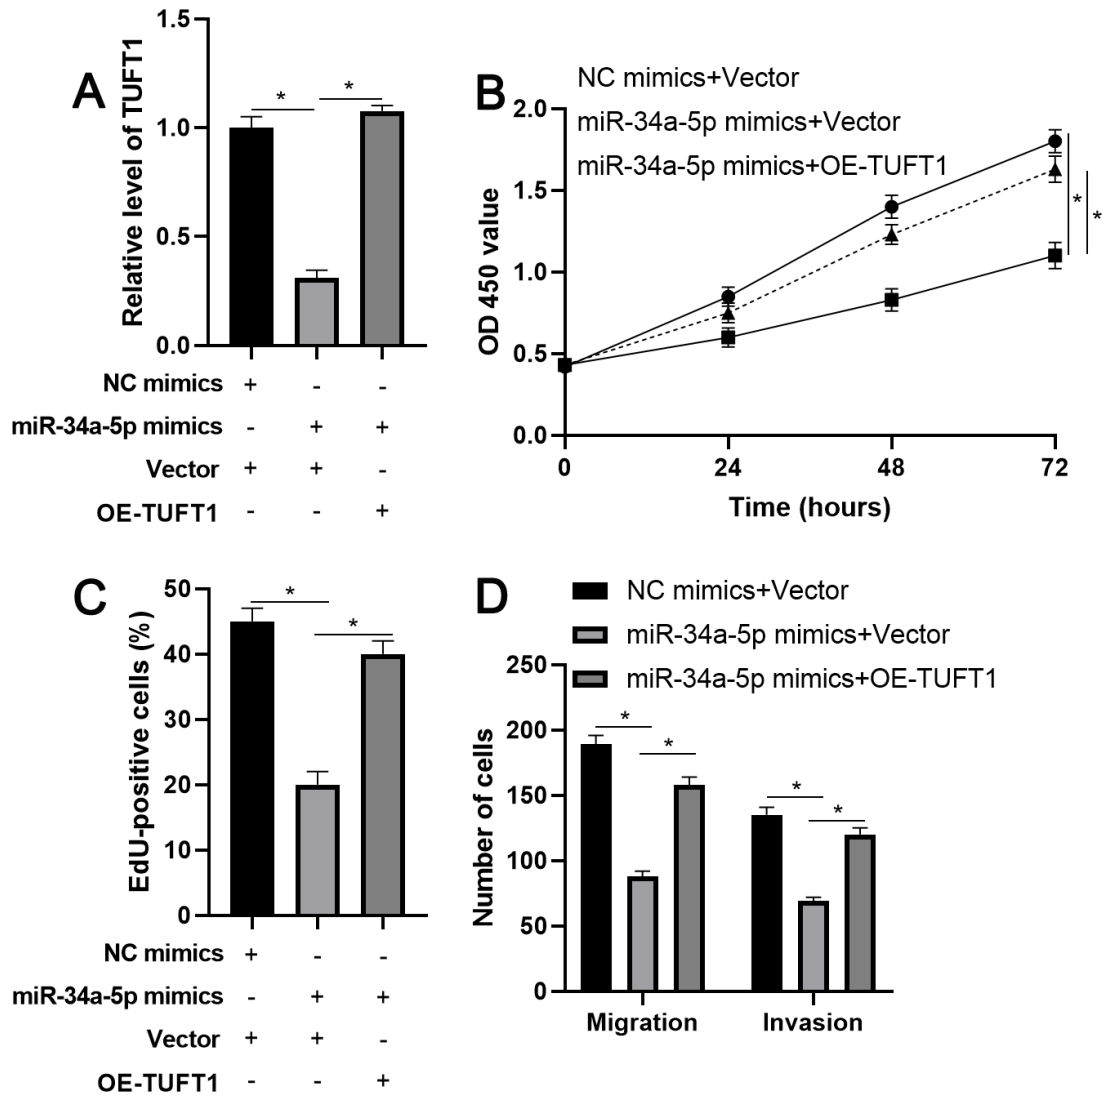 A
Relative level of TUFT1
1.5
1.0
0.5
0.0
*
*
NC mimics + - -
miR-34a-5p mimics - + +
Vector + + -
OE-TUFT1 - - +
B
NC mimics+Vector
miR-34a-5p mimics+Vector
miR-34a-5p mimics+OE-TUFT1
OD 450 value
2.0
1.5
1.0
0.5
0.0
*
*
0 24 48 72
Time (hours)
C
EdU-positive cells (%)
50
40
30
20
10
0
*
*
NC mimics + - -
miR-34a-5p mimics - + +
Vector + + -
OE-TUFT1 - - +
D
NC mimics+Vector
miR-34a-5p mimics+Vector
miR-34a-5p mimics+OE-TUFT1
Number of cells
250
200
150
100
50
0
*
*
*
*
Migration Invasion